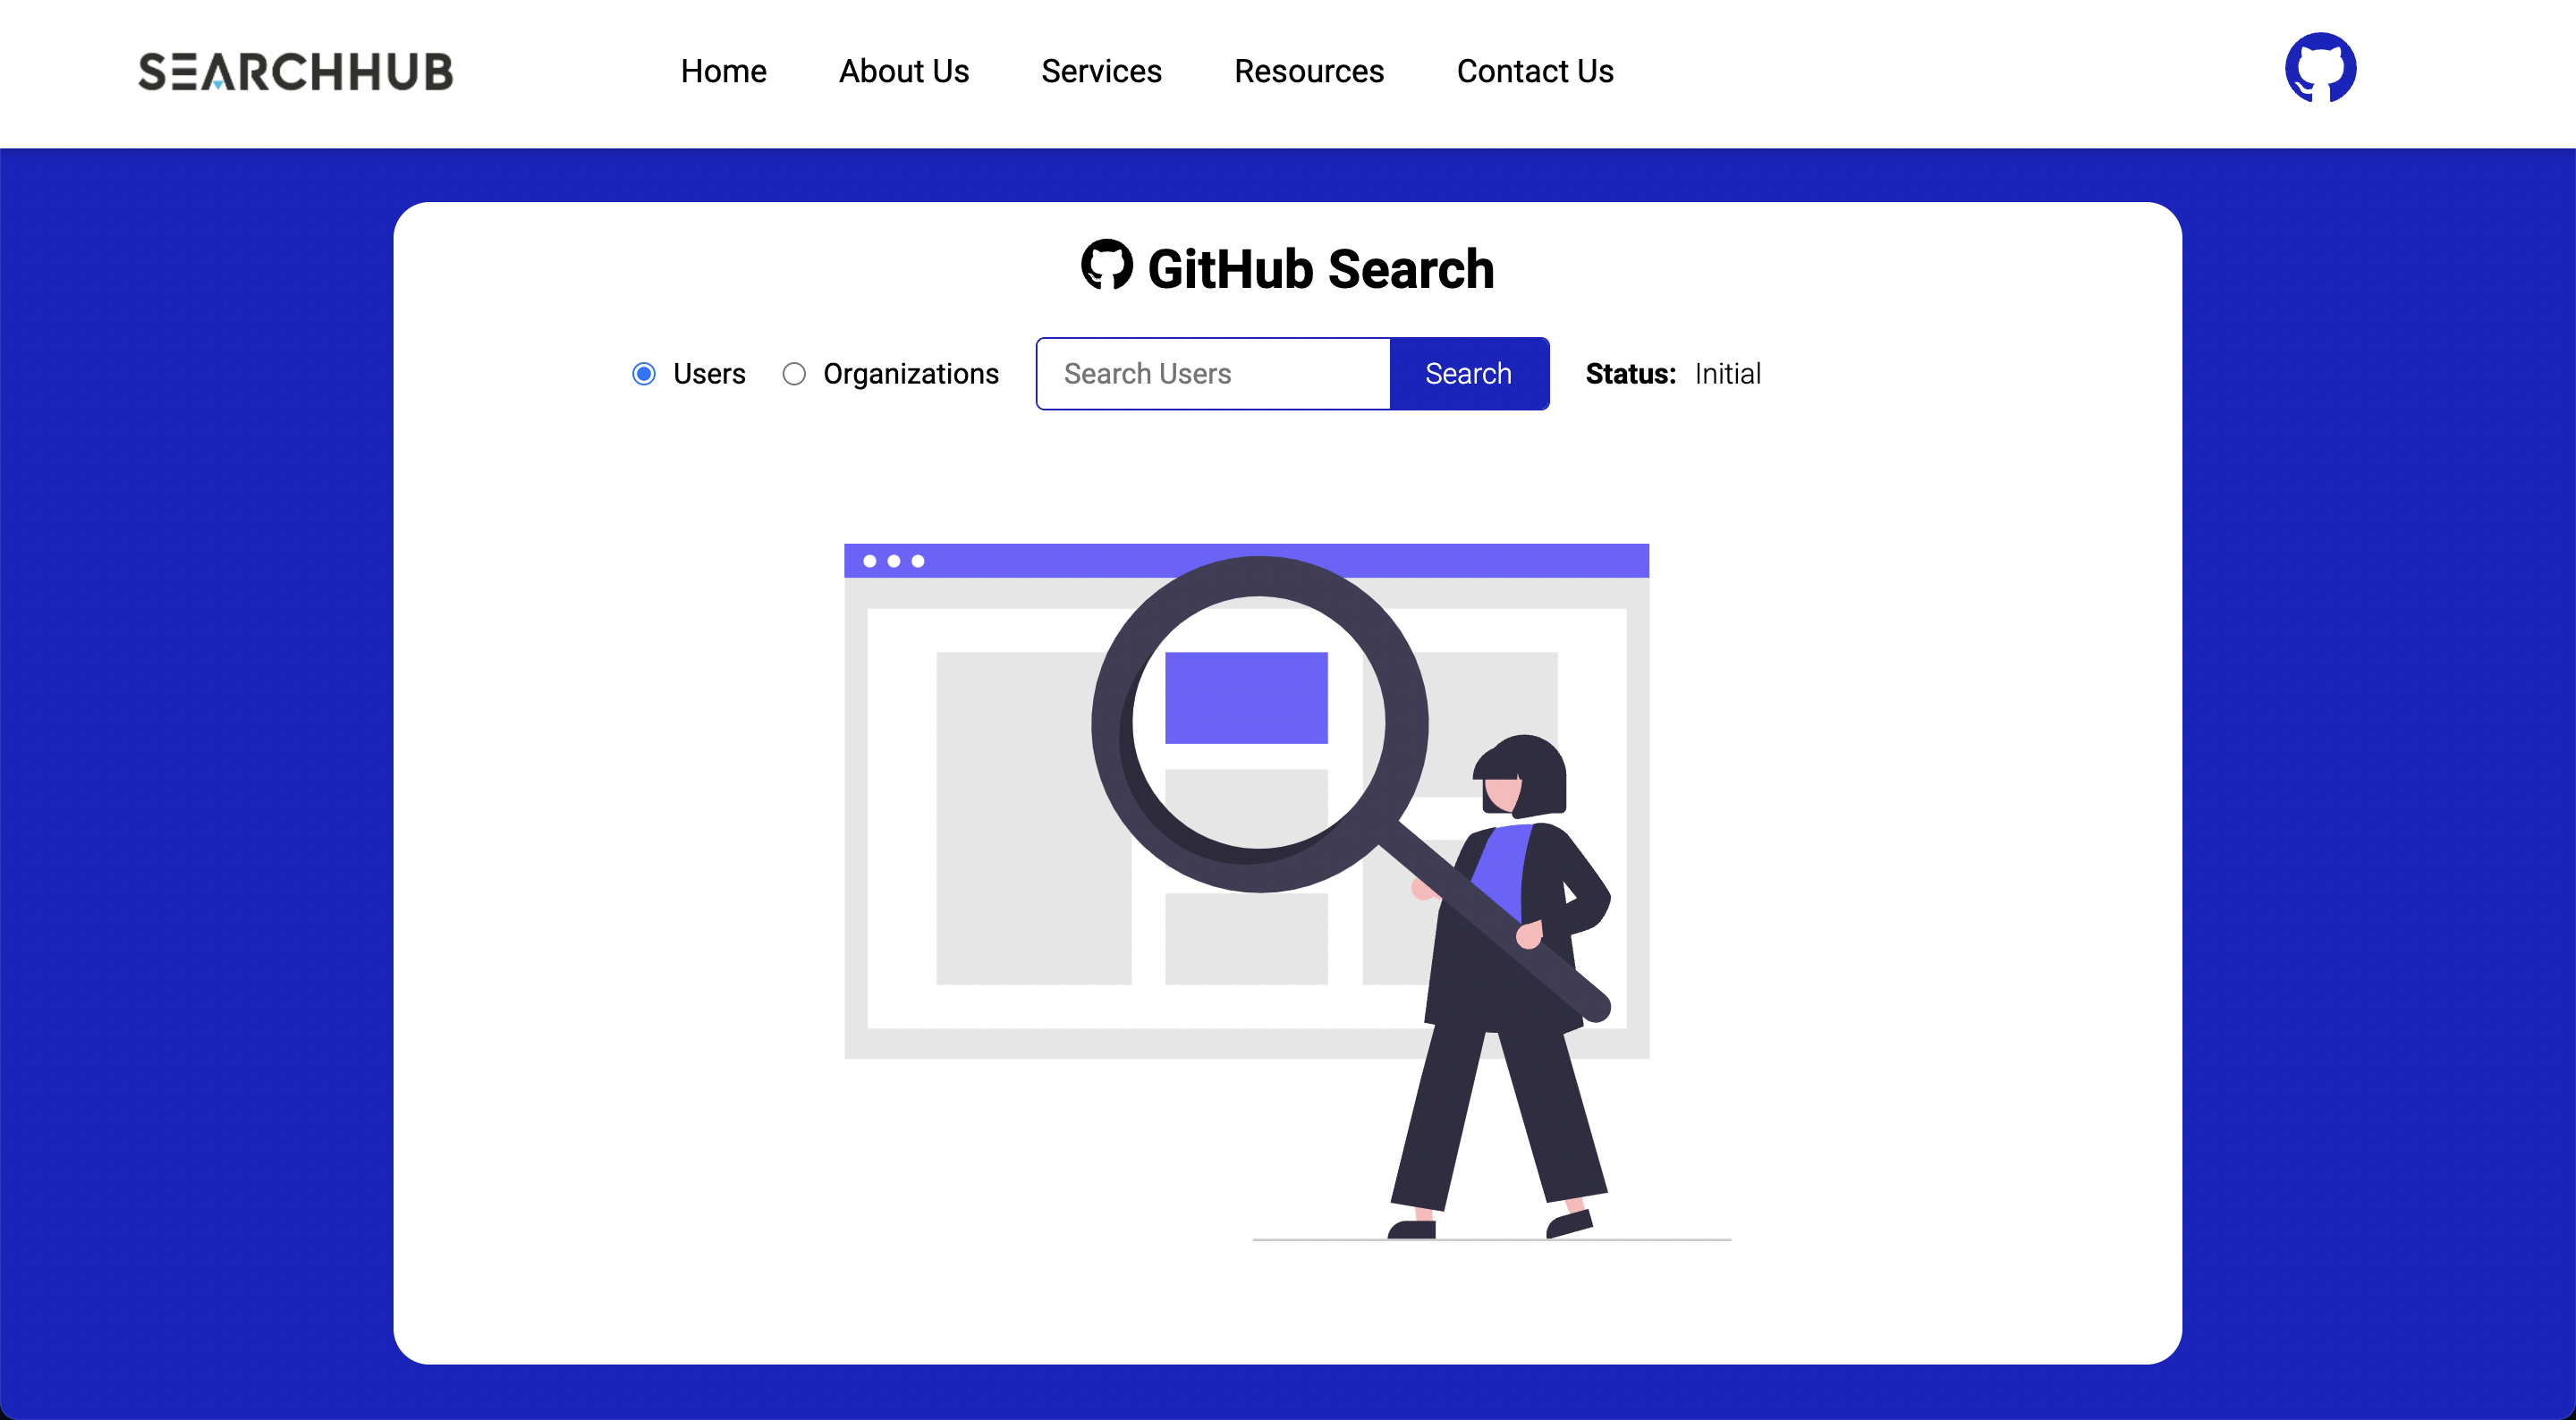 SEARCHHUB
Home About Us Services Resources Contact Us
GitHub Search
Users Organizations Search Users Search Status: Initial